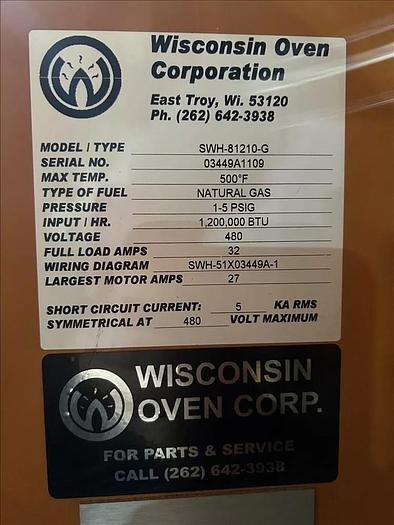 Wisconsin Oven
Corporation
East Troy, Wi. 53120
Ph. (262) 642-3938
MODEL / TYPE SWH-81210-G
SERIAL NO. 03449A1109
MAX TEMP. 500°F
TYPE OF FUEL NATURAL GAS
PRESSURE 1-5 PSIG
INPUT / HR. 1,200,000 BTU
VOLTAGE 480
FULL LOAD AMPS 32
WIRING DIAGRAM SWH-51X03449A-1
LARGEST MOTOR AMPS 27
SHORT CIRCUIT CURRENT: 5 KA RMS
SYMMETRICAL AT 480 VOLT MAXIMUM
WISCONSIN
OVEN CORP.
FOR PARTS & SERVICE
CALL (262) 642-3938